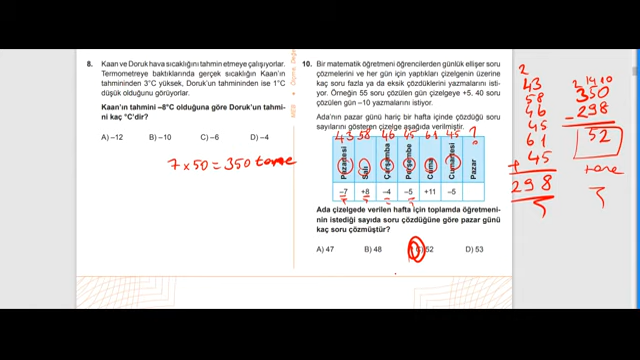 8. Kaan ve Doruk hava sıcaklığını tahmin etmeye çalışıyorlar.
Termometreye baktıklarında gerçek sıcaklığın Kaan'ın
tahmininden 3°C yüksek, Doruk'un tahmininden ise 1°C
düşük olduğunu görüyorlar.
Kaan'ın tahmini –8°C olduğuna göre Doruk'un tahmi-
ni kaç °C'dir?
A) –12 B) –10 C) –6 D) –4
7 x 50 = 350 tane
10. Bir matematik öğretmeni öğrencilerden günlük ellişer soru
çözmelerini ve her gün için yaptıkları çizelgenin üzerine
kaç soru fazla ya da eksik çözdüklerini yazmalarını isti-
yor. Örneğin 55 soru çözülen gün çizelgeye +5, 40 soru
çözülen gün -10 yazmalarını istiyor.
Ada'nın pazar günü hariç bir hafta içinde çözdüğü soru
sayılarını gösteren çizelge aşağıda verilmiştir.
43 58 46 45 61 45 ?
Pazartesi Salı Çarşamba Perşembe Cuma Cumartesi Pazar
–7 +8 –4 –5 +11 –5
Ada çizelgede verilen hafta için toplamda öğretmeni-
nin istediği sayıda soru çözdüğüne göre pazar günü
kaç soru çözmüştür?
A) 47 B) 48 C) 52 D) 53
2
43
58
46
45
61
+ 45
298
2 14 10
350
- 298
52
tane